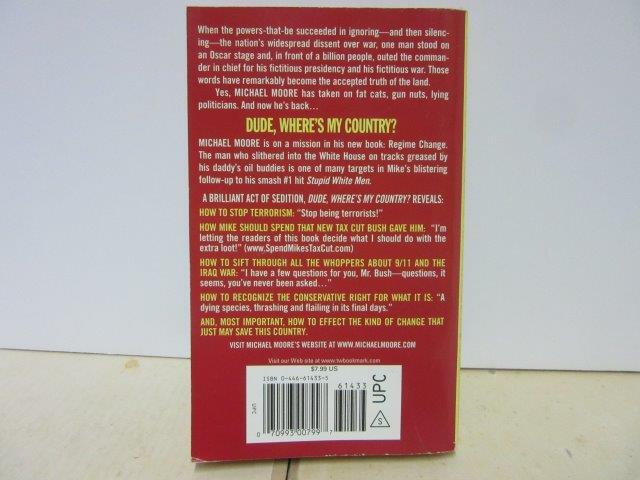 When the powers-that-be succeeded in ignoring—and then silenc-
ing—the nation's widespread dissent over war, one man stood on
an Oscar stage and, in front of a billion people, outed the comman-
der in chief for his fictitious presidency and his fictitious war. Those
words have remarkably become the accepted truth of the land.
Yes, MICHAEL MOORE has taken on fat cats, gun nuts, lying
politicians. And now he's back...
DUDE, WHERE'S MY COUNTRY?
MICHAEL MOORE is on a mission in his new book: Regime Change.
The man who slithered into the White House on tracks greased by
his daddy's oil buddies is one of many targets in Mike's blistering
follow-up to his smash #1 hit Stupid White Men.
A BRILLIANT ACT OF SEDITION, DUDE, WHERE'S MY COUNTRY? REVEALS:
HOW TO STOP TERRORISM: "Stop being terrorists!"
HOW MIKE SHOULD SPEND THAT NEW TAX CUT BUSH GAVE HIM: "I'm
letting the readers of this book decide what I should do with the
extra loot!" (www.SpendMikesTaxCut.com)
HOW TO SIFT THROUGH ALL THE WHOPPERS ABOUT 9/11 AND THE
IRAQ WAR: "I have a few questions for you, Mr. Bush—questions, it
seems, you've never been asked..."
HOW TO RECOGNIZE THE CONSERVATIVE RIGHT FOR WHAT IT IS: "A
dying species, thrashing and flailing in its final days."
AND, MOST IMPORTANT, HOW TO EFFECT THE KIND OF CHANGE THAT
JUST MAY SAVE THIS COUNTRY.
VISIT MICHAEL MOORE'S WEBSITE AT WWW.MICHAELMOORE.COM
Visit our Web site at www.twbookmark.com
$7.99 US
ISBN 0-446-61433-5
61433
0 70993 00799 7
S UPC